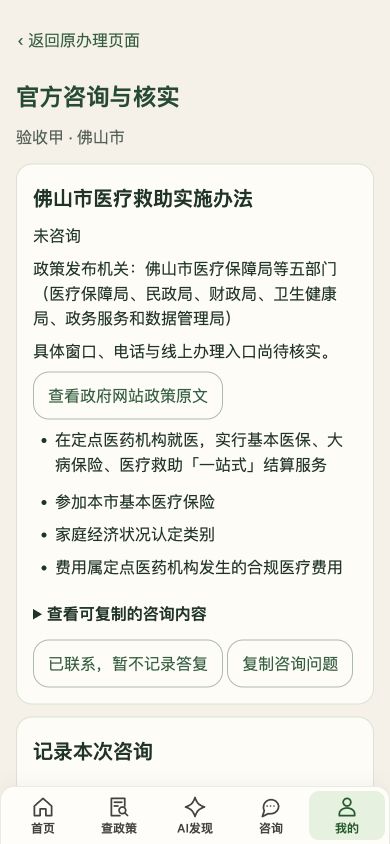 ‹ 返回原办理页面
官方咨询与核实
验收甲 · 佛山市
佛山市医疗救助实施办法
未咨询
政策发布机关：佛山市医疗保障局等五部门
（医疗保障局、民政局、财政局、卫生健康
局、政务服务和数据管理局）
具体窗口、电话与线上办理入口尚待核实。
查看政府网站政策原文
• 在定点医药机构就医，实行基本医保、大
病保险、医疗救助「一站式」结算服务
• 参加本市基本医疗保险
• 家庭经济状况认定类别
• 费用属定点医药机构发生的合规医疗费用
▶ 查看可复制的咨询内容
已联系，暂不记录答复
复制咨询问题
记录本次咨询
首页
查政策
AI发现
咨询
我的